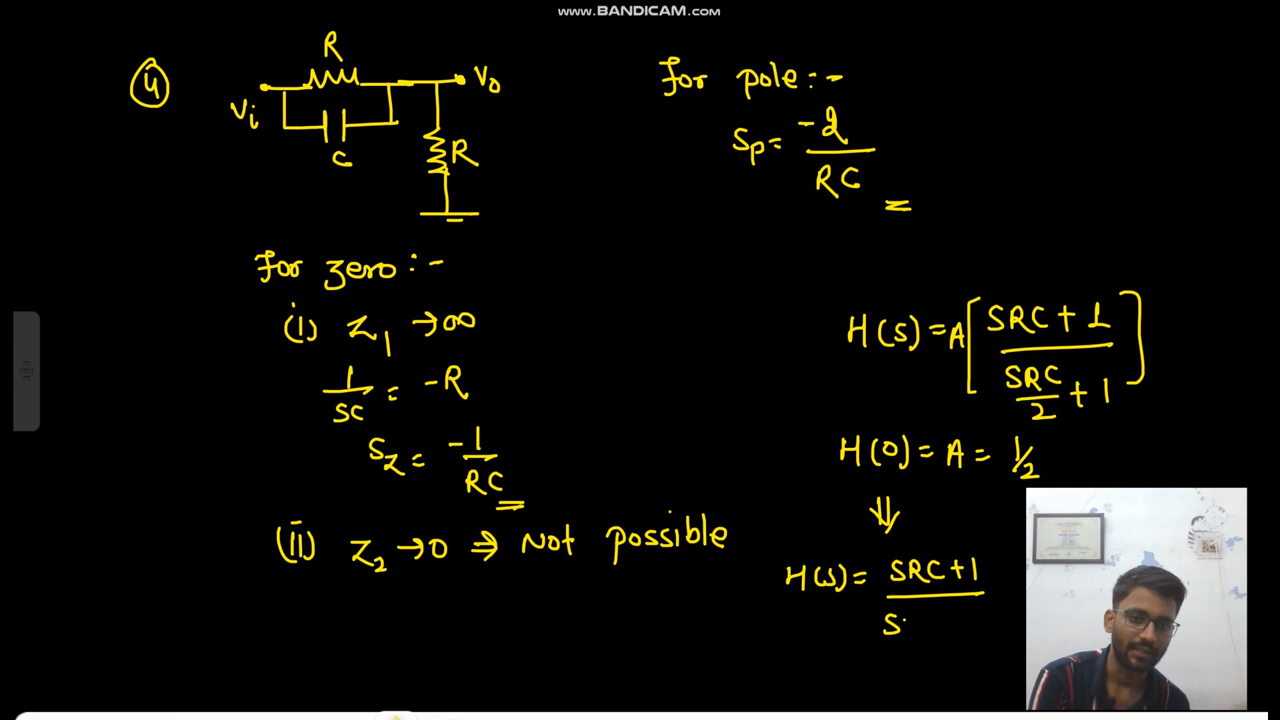 www.BANDICAM.com
(4)
R
Vi
Vo
C
R
For zero :-
(i) Z1 → ∞
1/SC = -R
Sz = -1/RC
(ii) Z2 → 0 ⇒ Not possible
For pole :-
Sp = -2/RC
H(s) = A[(SRC + 1)/(SRC/2 + 1)]
H(0) = A = 1/2
⇓
H(s) = SRC+1
S